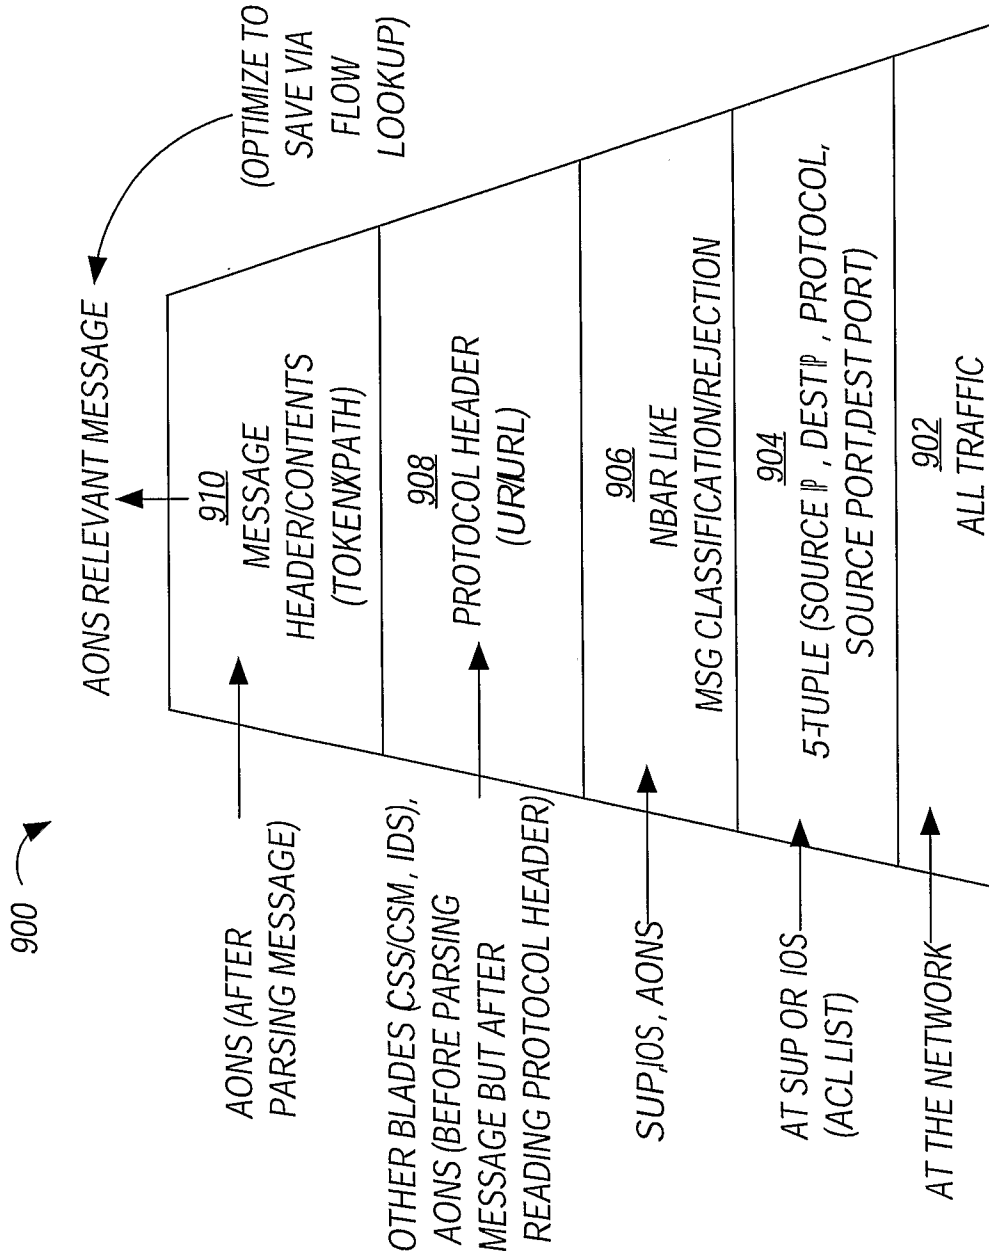 900
AONS RELEVANT MESSAGE
(OPTIMIZE TO
SAVE VIA
FLOW
LOOKUP)
AONS (AFTER
PARSING MESSAGE)
910
MESSAGE
HEADER/CONTENTS
(TOKEN/XPATH)
OTHER BLADES (CSS/CSM, IDS),
AONS (BEFORE PARSING
MESSAGE BUT AFTER
READING PROTOCOL HEADER)
908
PROTOCOL HEADER
(URI/URL)
SUP,IOS, AONS
906
NBAR LIKE
MSG CLASSIFICATION/REJECTION
AT SUP OR IOS
(ACL LIST)
904
5-TUPLE (SOURCE IP, DEST IP, PROTOCOL,
SOURCE PORT,DEST PORT)
AT THE NETWORK
902
ALL TRAFFIC